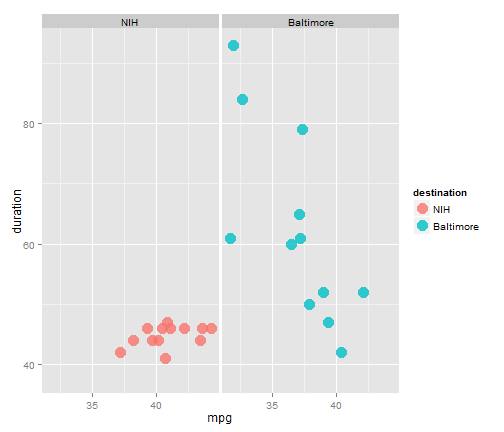 NIH Baltimore
80
60
40
duration
35 40 35 40
mpg
destination
NIH
Baltimore